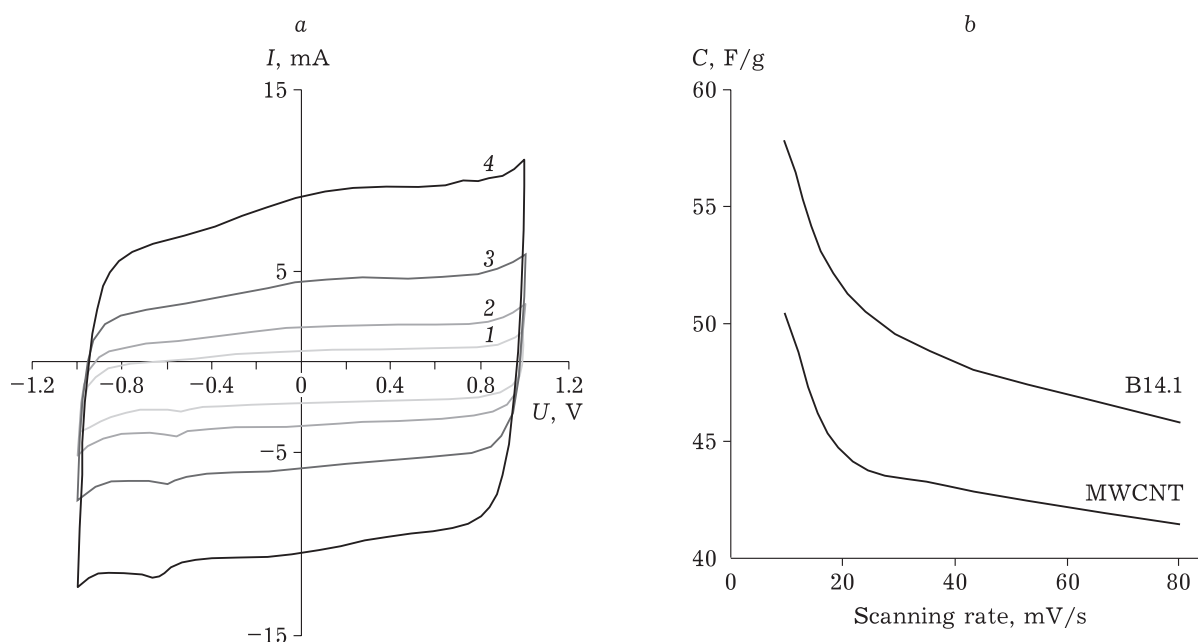 a
I, mA
15
4
3
5
2
1
−1.2 −0.8 −0.4 0 0.4 0.8 1.2
U, V
−5
−15
b
C, F/g
60
55
50
B14.1
45
MWCNT
40
0 20 40 60 80
Scanning rate, mV/s